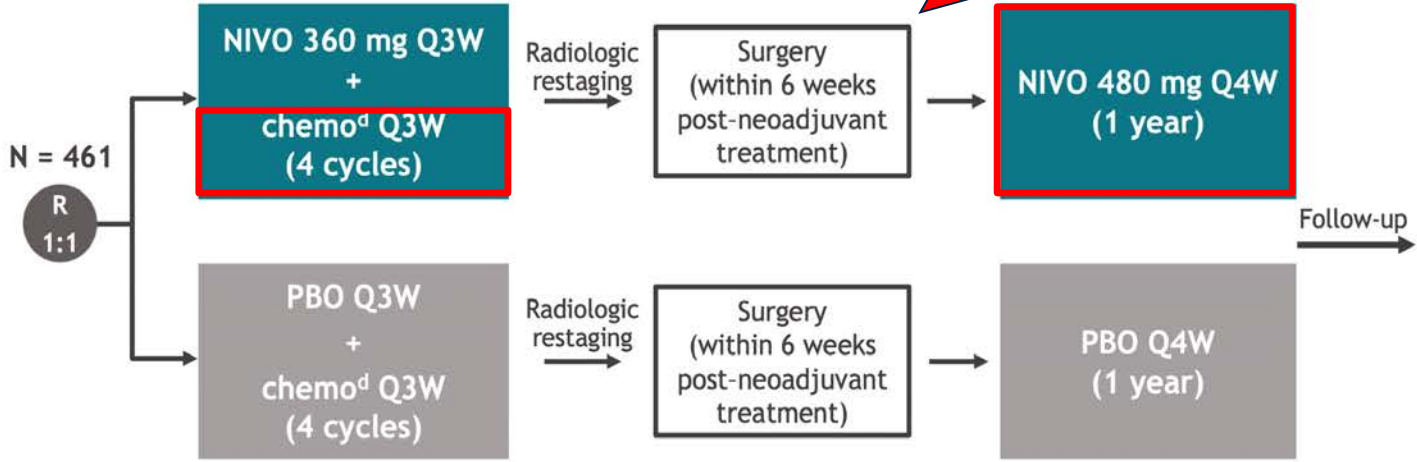 N = 461
R
1:1
NIVO 360 mg Q3W
+
chemoᵈ Q3W
(4 cycles)
Radiologic
restaging
Surgery
(within 6 weeks
post-neoadjuvant
treatment)
NIVO 480 mg Q4W
(1 year)
PBO Q3W
+
chemoᵈ Q3W
(4 cycles)
Radiologic
restaging
Surgery
(within 6 weeks
post-neoadjuvant
treatment)
PBO Q4W
(1 year)
Follow-up